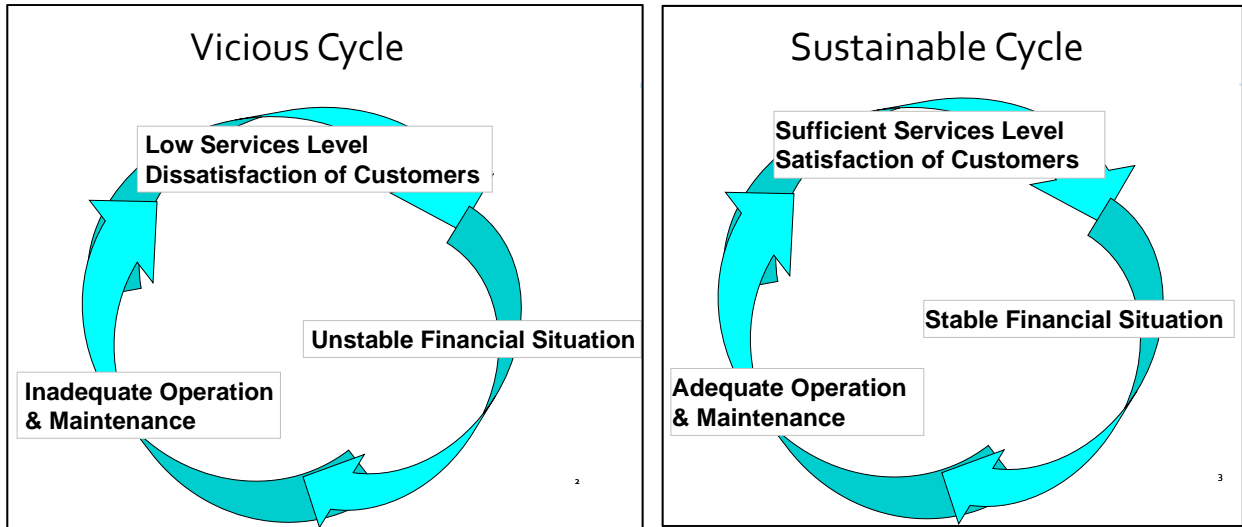 Vicious Cycle
Low Services Level
Dissatisfaction of Customers
Unstable Financial Situation
Inadequate Operation
& Maintenance
2
Sustainable Cycle
Sufficient Services Level
Satisfaction of Customers
Stable Financial Situation
Adequate Operation
& Maintenance
3